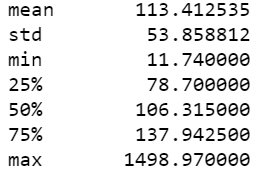 mean 113.412535
std 53.858812
min 11.740000
25% 78.700000
50% 106.315000
75% 137.942500
max 1498.970000